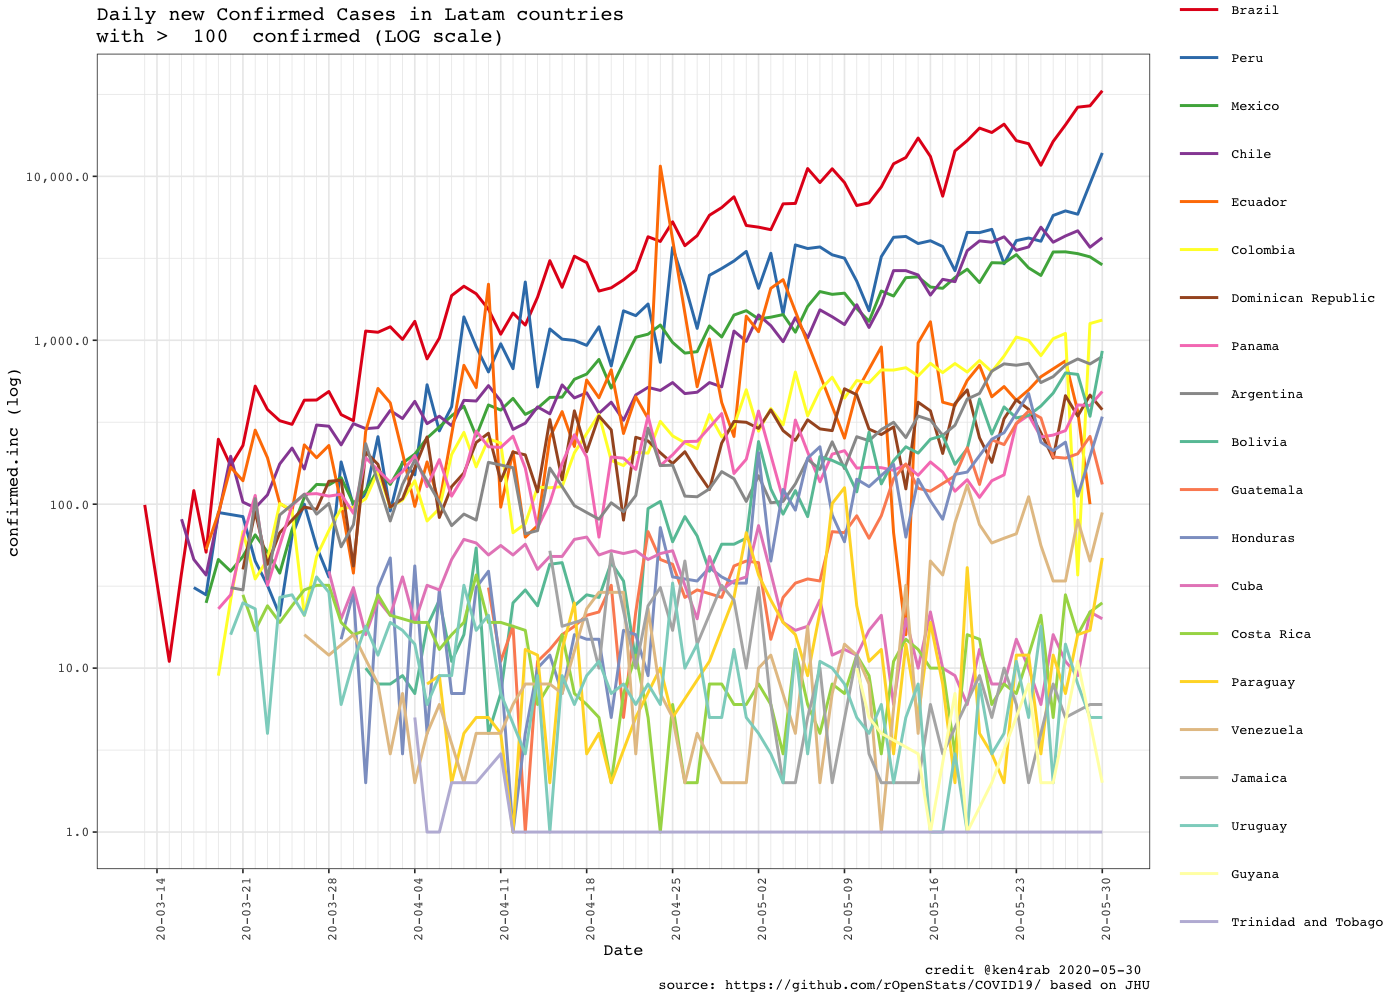 Daily new Confirmed Cases in Latam countries
with >  100  confirmed (LOG scale)
confirmed.inc (log)
10,000.0
1,000.0
100.0
10.0
1.0
20-03-14
20-03-21
20-03-28
20-04-04
20-04-11
20-04-18
20-04-25
20-05-02
20-05-09
20-05-16
20-05-23
20-05-30
Date
Brazil
Peru
Mexico
Chile
Ecuador
Colombia
Dominican Republic
Panama
Argentina
Bolivia
Guatemala
Honduras
Cuba
Costa Rica
Paraguay
Venezuela
Jamaica
Uruguay
Guyana
Trinidad and Tobago
credit @ken4rab 2020-05-30
source: https://github.com/rOpenStats/COVID19/ based on JHU